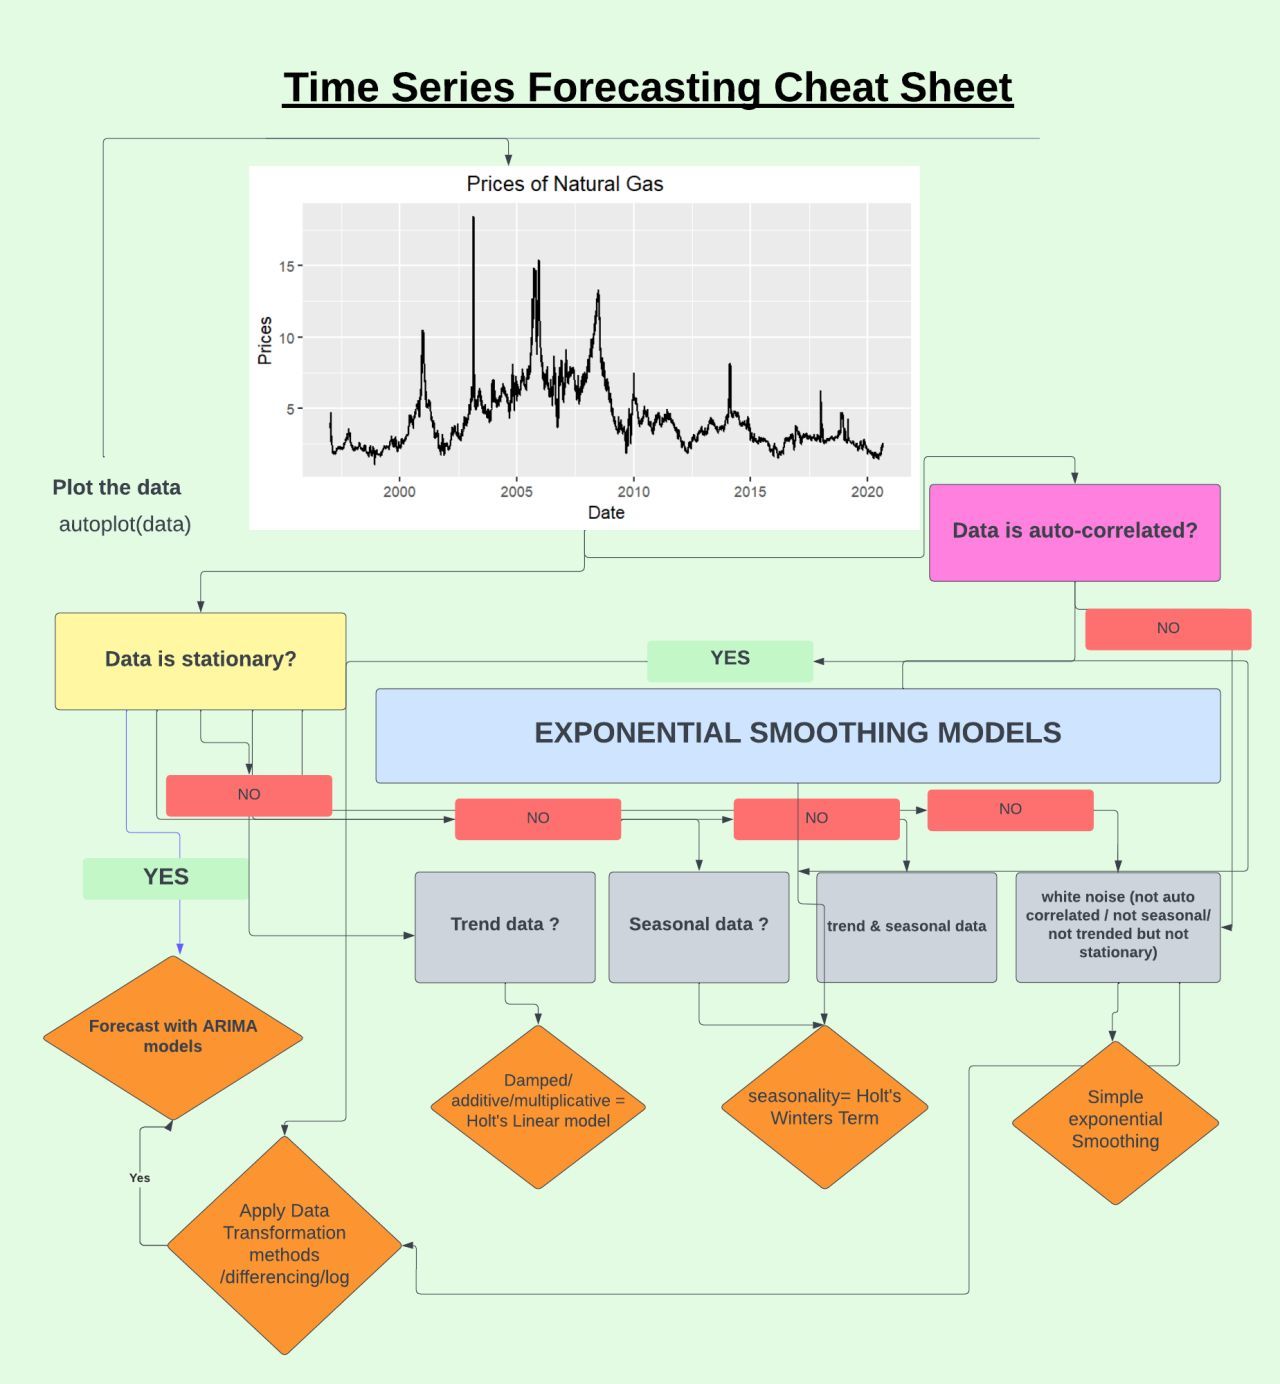 Time Series Forecasting Cheat Sheet
Prices of Natural Gas
15
10
5
Prices
2000
2005
2010
2015
2020
Date
Plot the data
autoplot(data)
Data is auto-correlated?
NO
Data is stationary?
YES
EXPONENTIAL SMOOTHING MODELS
NO
NO
NO
NO
YES
Trend data ?
Seasonal data ?
trend & seasonal data
white noise (not auto
correlated / not seasonal/
not trended but not
stationary)
Forecast with ARIMA
models
Damped/
additive/multiplicative =
Holt's Linear model
seasonality= Holt's
Winters Term
Simple
exponential
Smoothing
Yes
Apply Data
Transformation
methods
/differencing/log